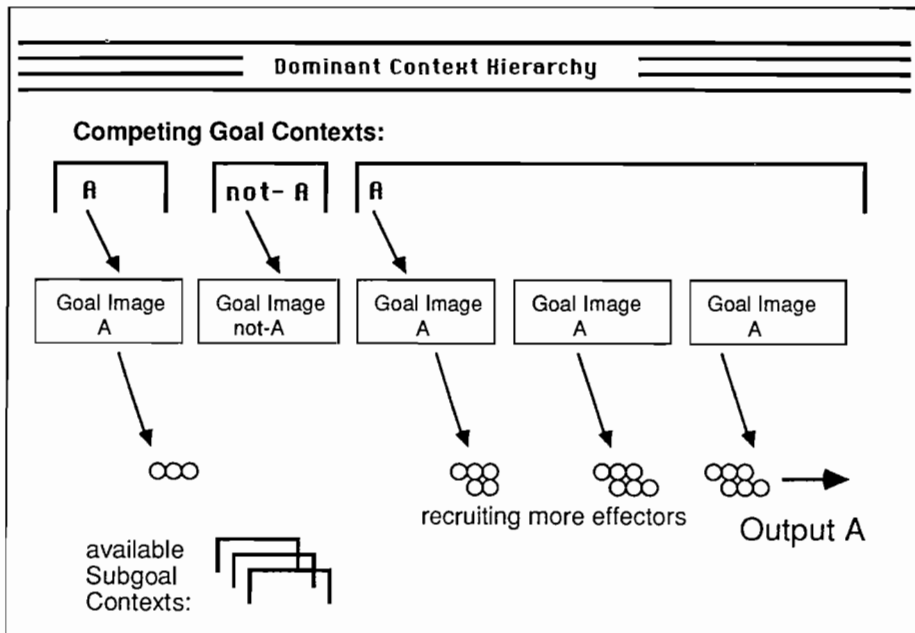 Dominant Context Hierarchy
Competing Goal Contexts:
A not- A A
Goal Image Goal Image Goal Image Goal Image Goal Image
A not-A A A A
recruiting more effectors
Output A
available
Subgoal
Contexts: